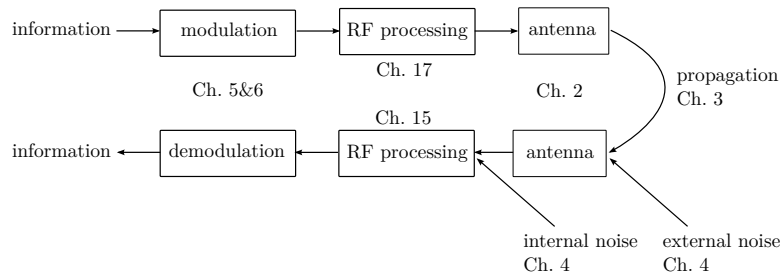 information
modulation
RF processing
antenna
Ch. 17
propagation
Ch. 3
Ch. 5&6
Ch. 2
Ch. 15
information
demodulation
RF processing
antenna
internal noise
Ch. 4
external noise
Ch. 4